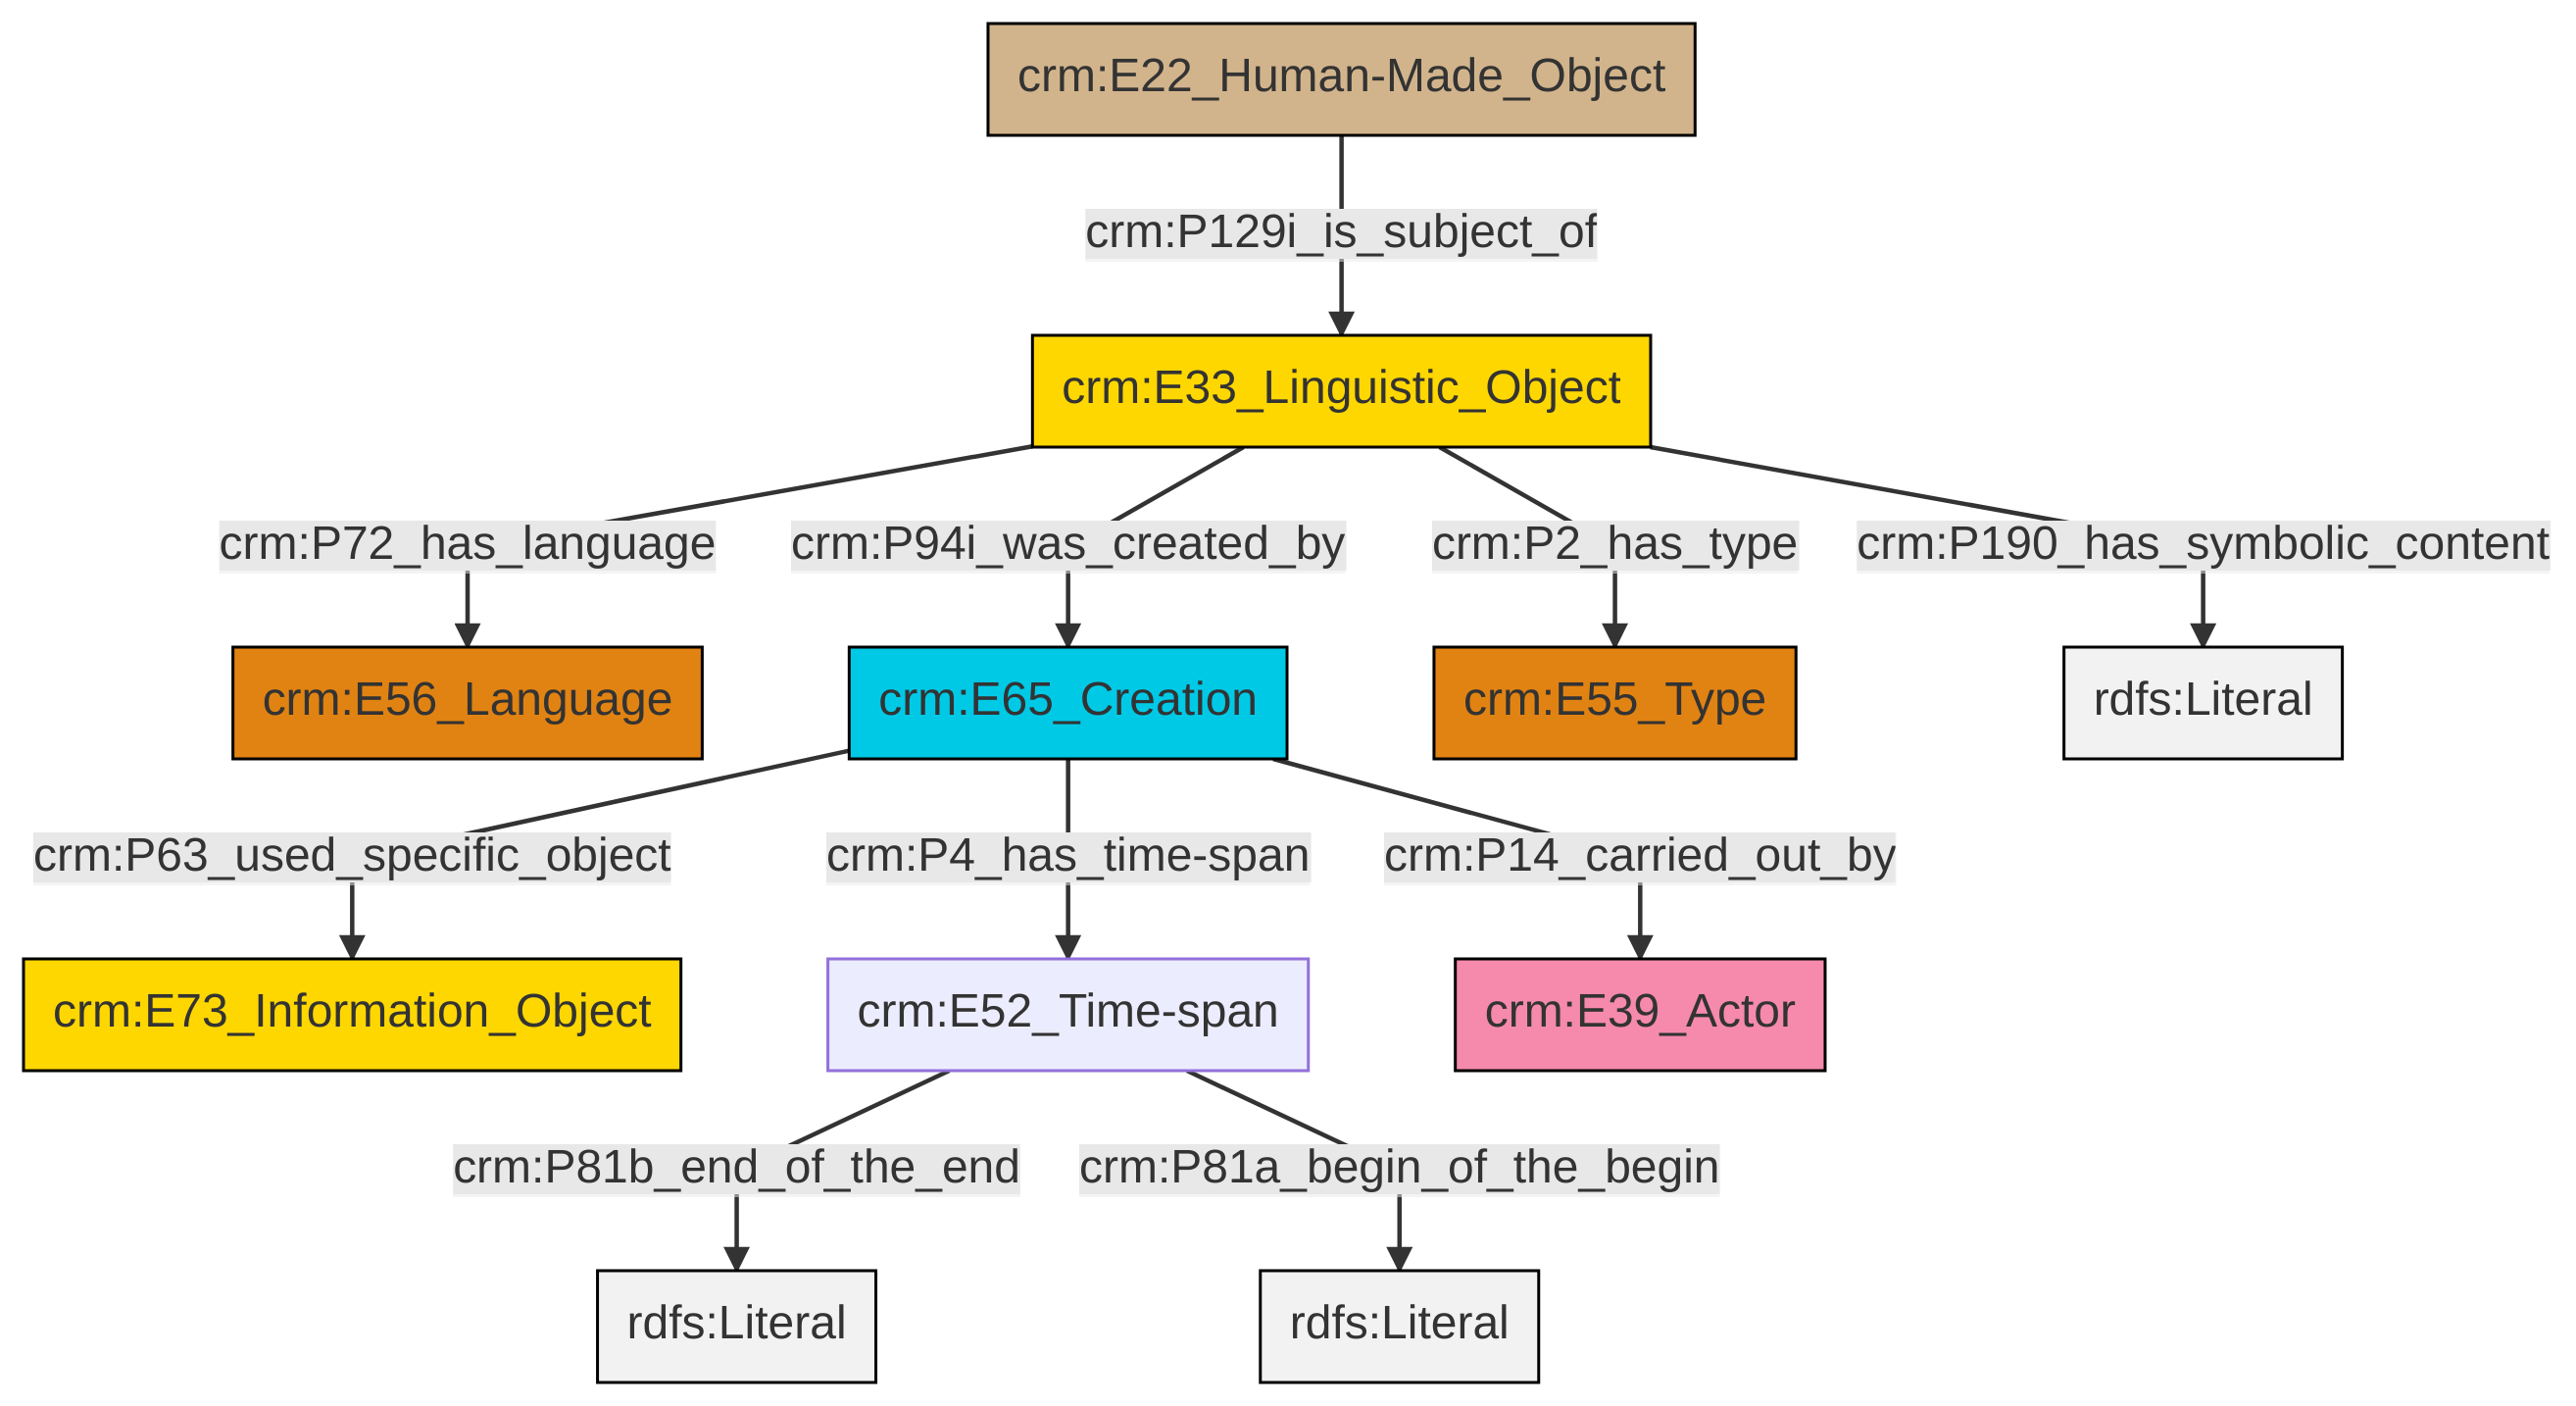 crm:E22_Human-Made_Object
crm:P129i_is_subject_of
crm:E33_Linguistic_Object
crm:P72_has_language
crm:P94i_was_created_by
crm:P2_has_type
crm:P190_has_symbolic_content
crm:E56_Language
crm:E65_Creation
crm:E55_Type
rdfs:Literal
crm:P63_used_specific_object
crm:P4_has_time-span
crm:P14_carried_out_by
crm:E73_Information_Object
crm:E52_Time-span
crm:E39_Actor
crm:P81b_end_of_the_end
crm:P81a_begin_of_the_begin
rdfs:Literal
rdfs:Literal